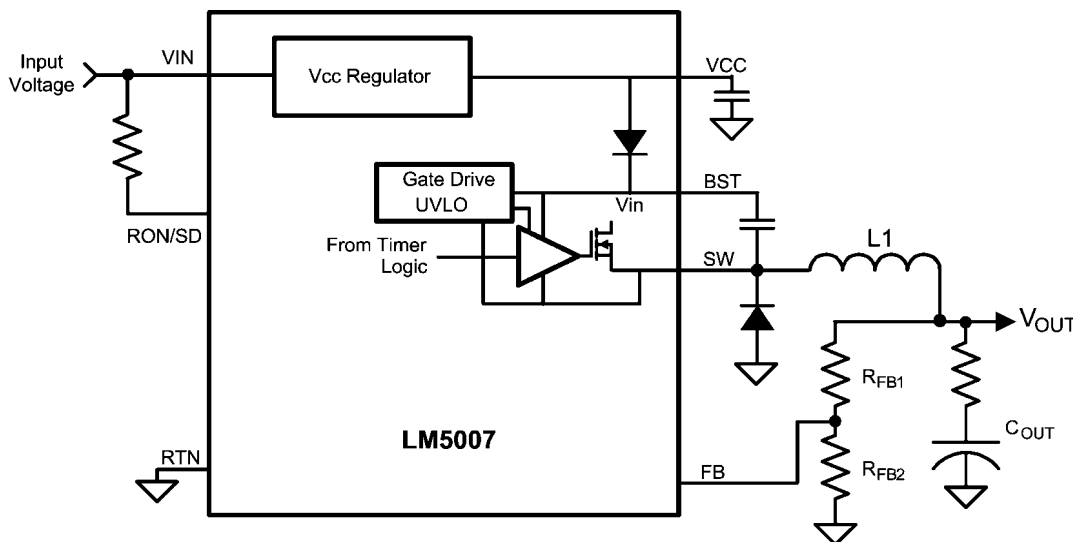 Input
Voltage
VIN
Vcc Regulator
VCC
Gate Drive
UVLO
Vin
BST
RON/SD
From Timer
Logic
SW
L1
VOUT
RFB1
LM5007
COUT
RTN
FB
RFB2